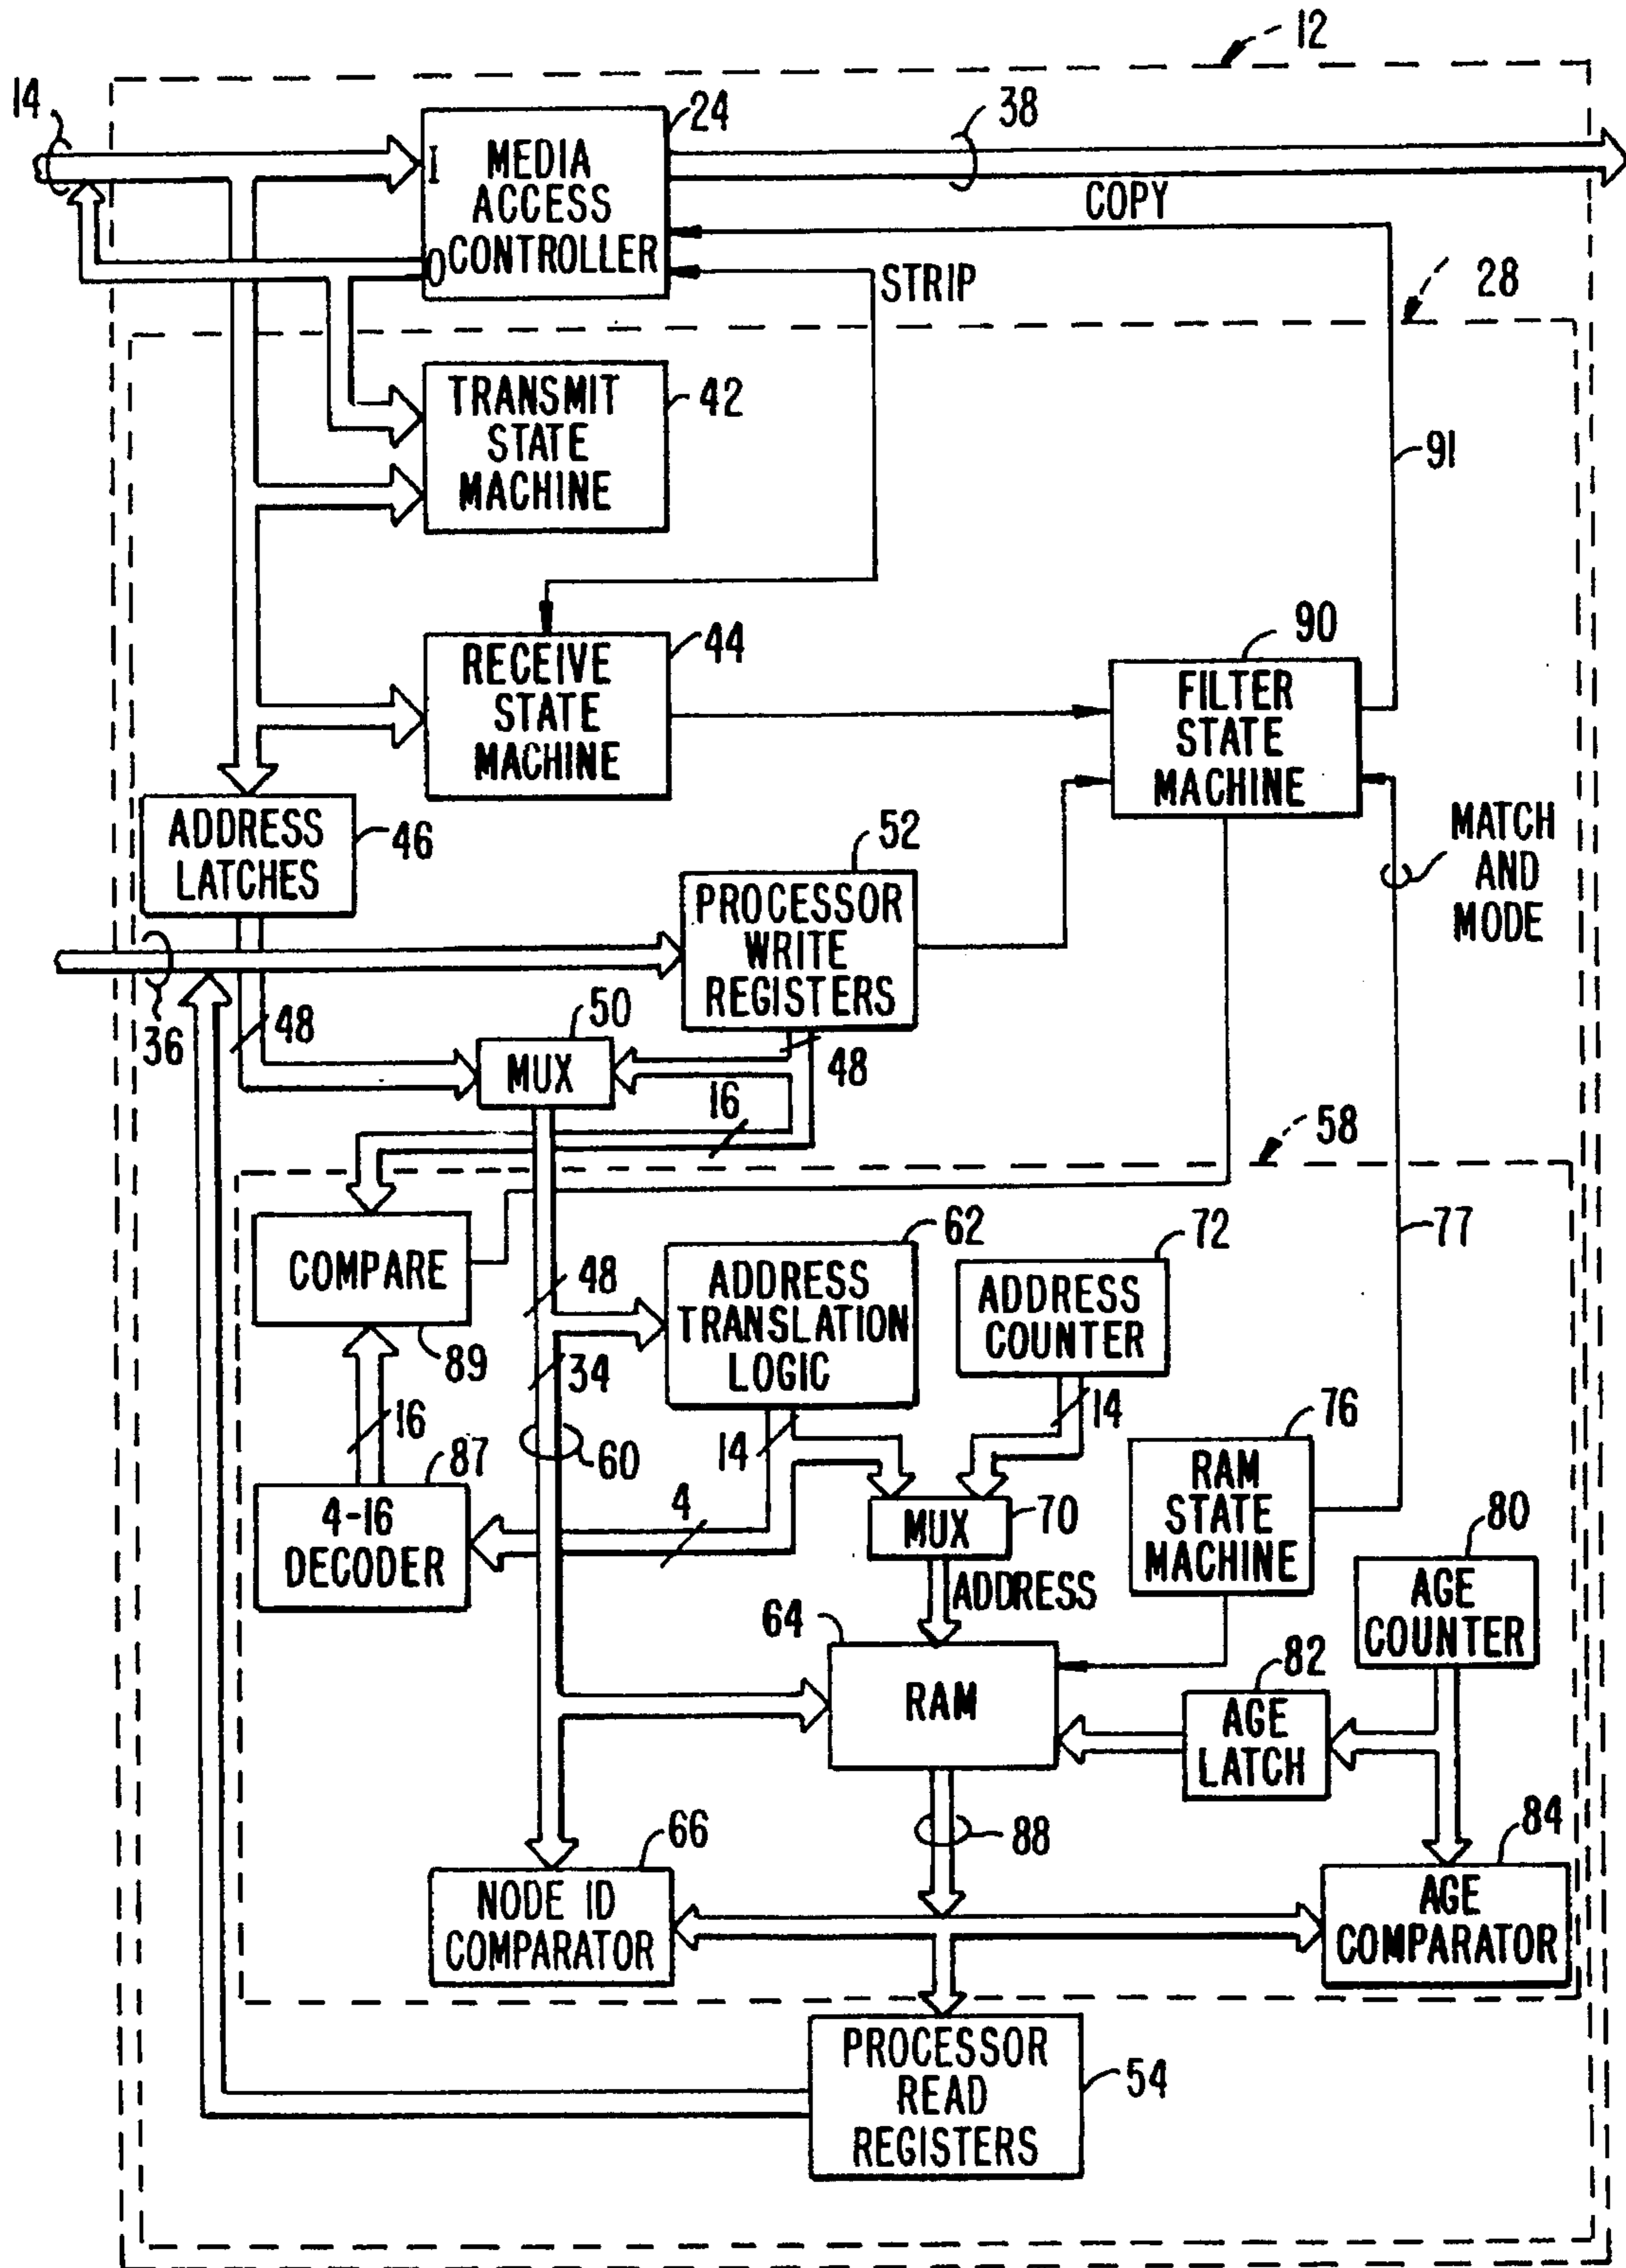 12
14
24
38
I MEDIA
ACCESS
O CONTROLLER
COPY
STRIP
28
TRANSMIT
STATE
MACHINE
42
91
RECEIVE
STATE
MACHINE
44
90
FILTER
STATE
MACHINE
ADDRESS
LATCHES
46
52
PROCESSOR
WRITE
REGISTERS
MATCH
AND
MODE
36
48
50
MUX
48
16
58
COMPARE
89
48
62
ADDRESS
TRANSLATION
LOGIC
72
ADDRESS
COUNTER
77
34
16
60
14
14
76
RAM
STATE
MACHINE
87
4-16
DECODER
4
MUX
70
80
AGE
COUNTER
ADDRESS
64
RAM
82
AGE
LATCH
88
66
NODE ID
COMPARATOR
84
AGE
COMPARATOR
PROCESSOR
READ
REGISTERS
54